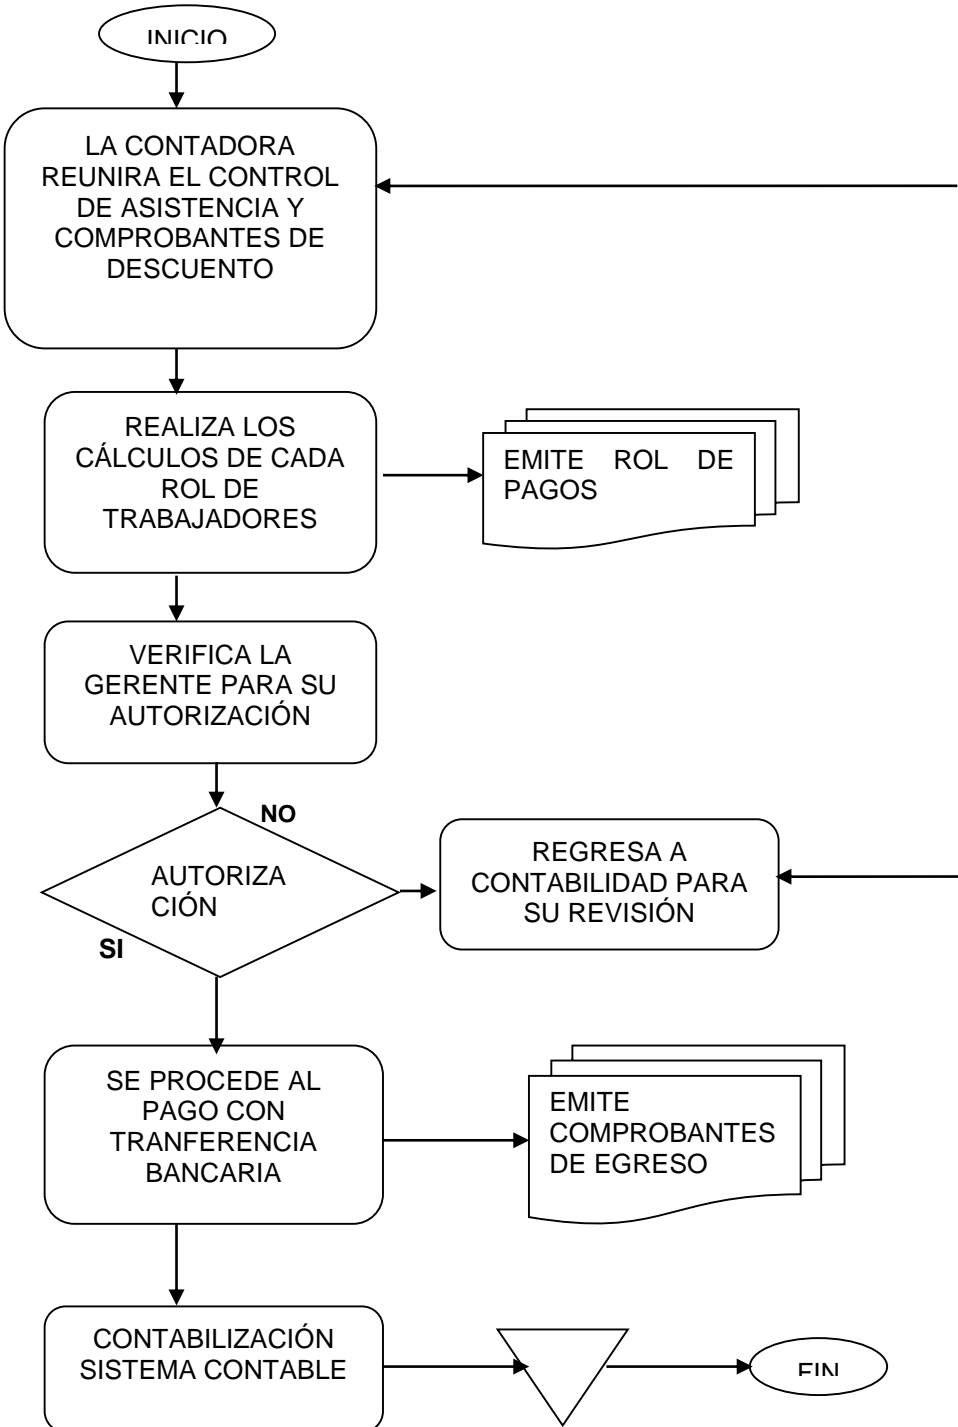 INICIO
LA CONTADORA
REUNIRA EL CONTROL
DE ASISTENCIA Y
COMPROBANTES DE
DESCUENTO
REALIZA LOS
CÁLCULOS DE CADA
ROL DE
TRABAJADORES
EMITE ROL DE
PAGOS
VERIFICA LA
GERENTE PARA SU
AUTORIZACIÓN
NO
AUTORIZA
CIÓN
SI
REGRESA A
CONTABILIDAD PARA
SU REVISIÓN
SE PROCEDE AL
PAGO CON
TRANFERENCIA
BANCARIA
EMITE
COMPROBANTES
DE EGRESO
CONTABILIZACIÓN
SISTEMA CONTABLE
FIN